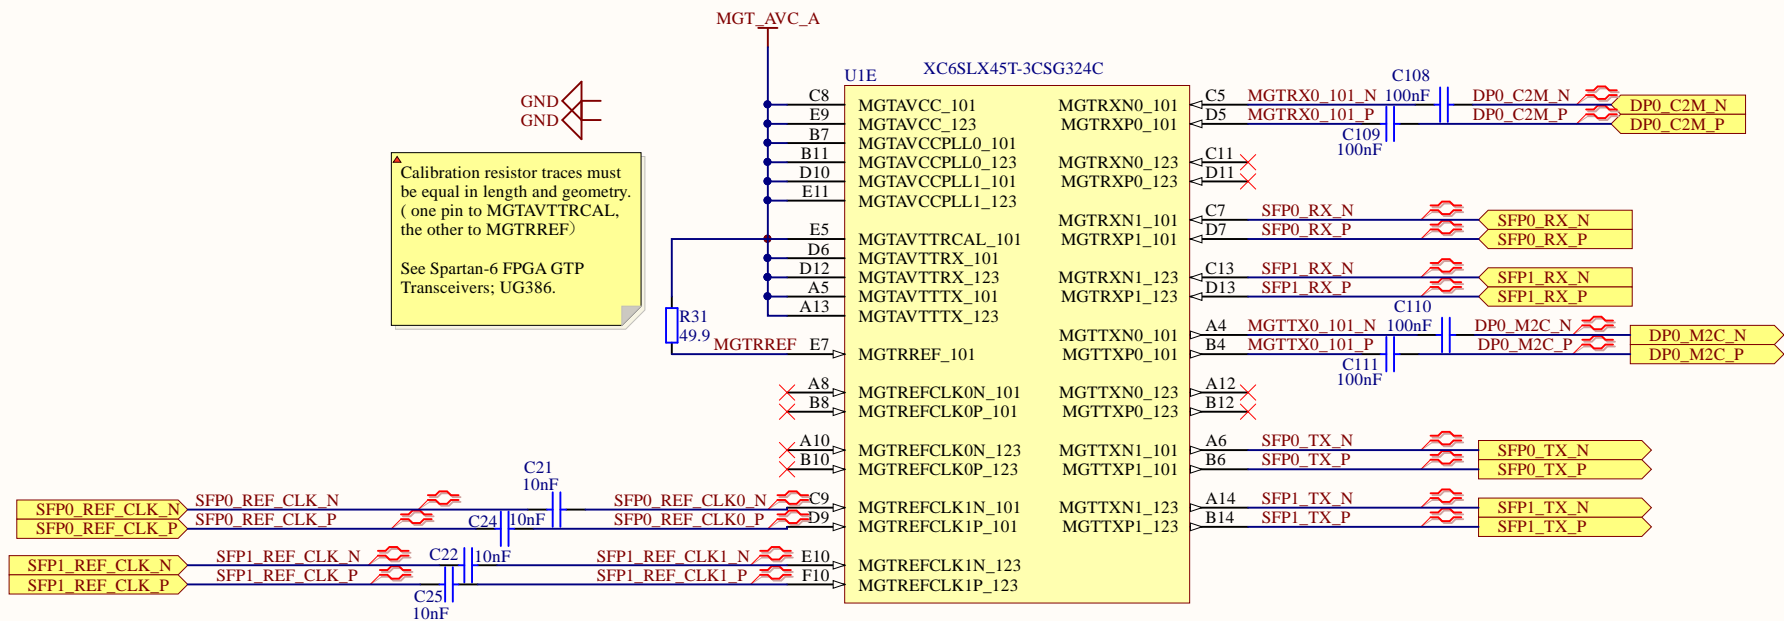 MGT_AVC_A
U1E
XC6SLX45T-3CSG324C
GND
GND
Calibration resistor traces must
be equal in length and geometry.
( one pin to MGTAVTTRCAL,
the other to MGTRREF)
See Spartan-6 FPGA GTP
Transceivers; UG386.
R31
49.9
MGTRREF
C8 MGTAVCC_101
E9 MGTAVCC_123
B7 MGTAVCCPLL0_101
B11 MGTAVCCPLL0_123
D10 MGTAVCCPLL1_101
E11 MGTAVCCPLL1_123
E5 MGTAVTTRCAL_101
D6 MGTAVTTRX_101
D12 MGTAVTTRX_123
A5 MGTAVTTTX_101
A13 MGTAVTTTX_123
E7 MGTRREF_101
A8 MGTREFCLK0N_101
B8 MGTREFCLK0P_101
A10 MGTREFCLK0N_123
B10 MGTREFCLK0P_123
C9 MGTREFCLK1N_101
D9 MGTREFCLK1P_101
E10 MGTREFCLK1N_123
F10 MGTREFCLK1P_123
SFP0_REF_CLK_N SFP0_REF_CLK_N C21 10nF SFP0_REF_CLK0_N
SFP0_REF_CLK_P SFP0_REF_CLK_P C24 10nF SFP0_REF_CLK0_P
SFP1_REF_CLK_N SFP1_REF_CLK_N C22 10nF SFP1_REF_CLK1_N
SFP1_REF_CLK_P SFP1_REF_CLK_P C25 10nF SFP1_REF_CLK1_P
MGTRXN0_101 C5 MGTRX0_101_N C108 100nF DP0_C2M_N DP0_C2M_N
MGTRXP0_101 D5 MGTRX0_101_P C109 100nF DP0_C2M_P DP0_C2M_P
MGTRXN0_123 C11
MGTRXP0_123 D11
MGTRXN1_101 C7 SFP0_RX_N SFP0_RX_N
MGTRXP1_101 D7 SFP0_RX_P SFP0_RX_P
MGTRXN1_123 C13 SFP1_RX_N SFP1_RX_N
MGTRXP1_123 D13 SFP1_RX_P SFP1_RX_P
MGTTXN0_101 A4 MGTTX0_101_N C110 100nF DP0_M2C_N DP0_M2C_N
MGTTXP0_101 B4 MGTTX0_101_P C111 100nF DP0_M2C_P DP0_M2C_P
MGTTXN0_123 A12
MGTTXP0_123 B12
MGTTXN1_101 A6 SFP0_TX_N SFP0_TX_N
MGTTXP1_101 B6 SFP0_TX_P SFP0_TX_P
MGTTXN1_123 A14 SFP1_TX_N SFP1_TX_N
MGTTXP1_123 B14 SFP1_TX_P SFP1_TX_P